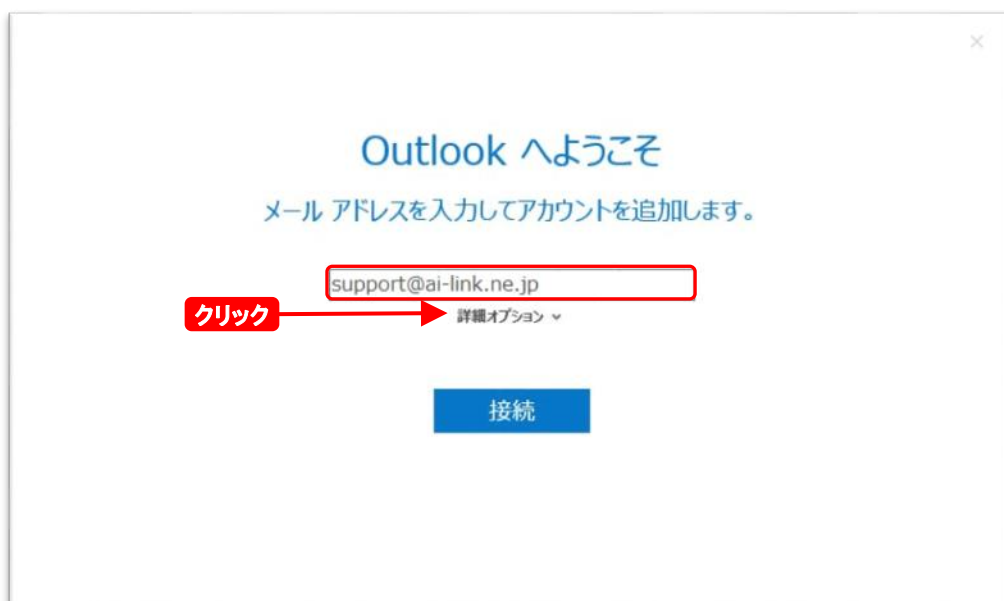 Outlook へようこそ
メール アドレスを入力してアカウントを追加します。
support@ai-link.ne.jp
クリック
詳細オプション
接続